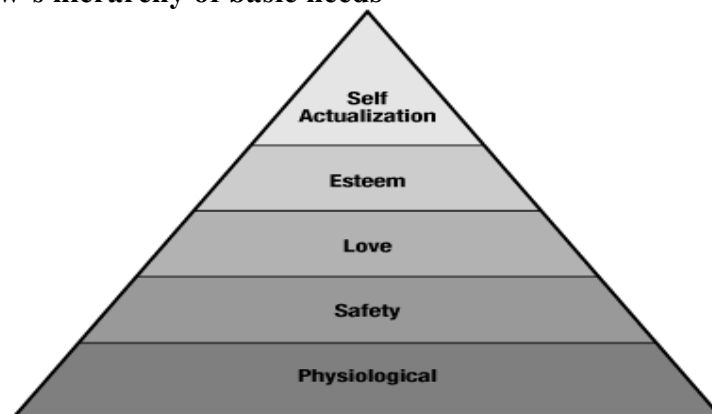 hierarchy of basic needs
Self
Actualization
Esteem
Love
Safety
Physiological